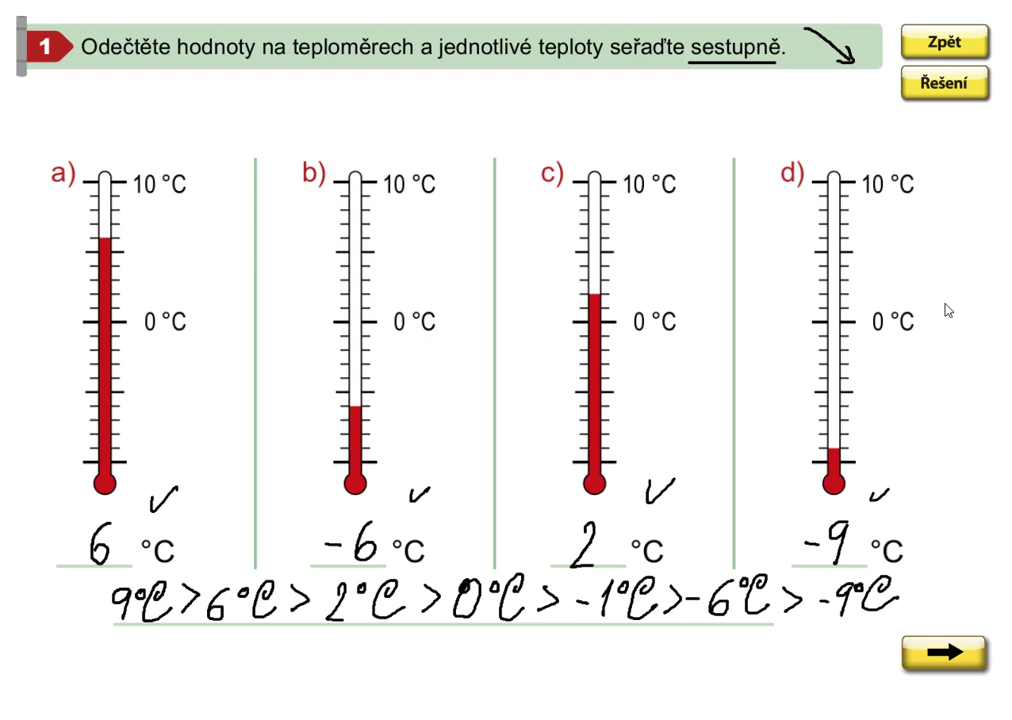 1 Odečtěte hodnoty na teploměrech a jednotlivé teploty seřaďte sestupně.
Zpět
Řešení
a) 10 °C b) 10 °C c) 10 °C d) 10 °C
0 °C 0 °C 0 °C 0 °C
6 °C -6 °C 2 °C -9 °C
9°C > 6°C > 2°C > 0°C > -1°C > -6°C > -9°C